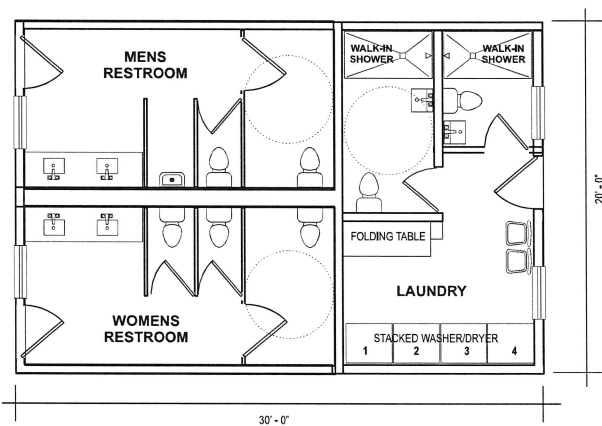 MENS
RESTROOM
WALK-IN
SHOWER
WALK-IN
SHOWER
20' - 0"
FOLDING TABLE
LAUNDRY
WOMENS
RESTROOM
STACKED WASHER/DRYER
1 2 3 4
30' - 0"